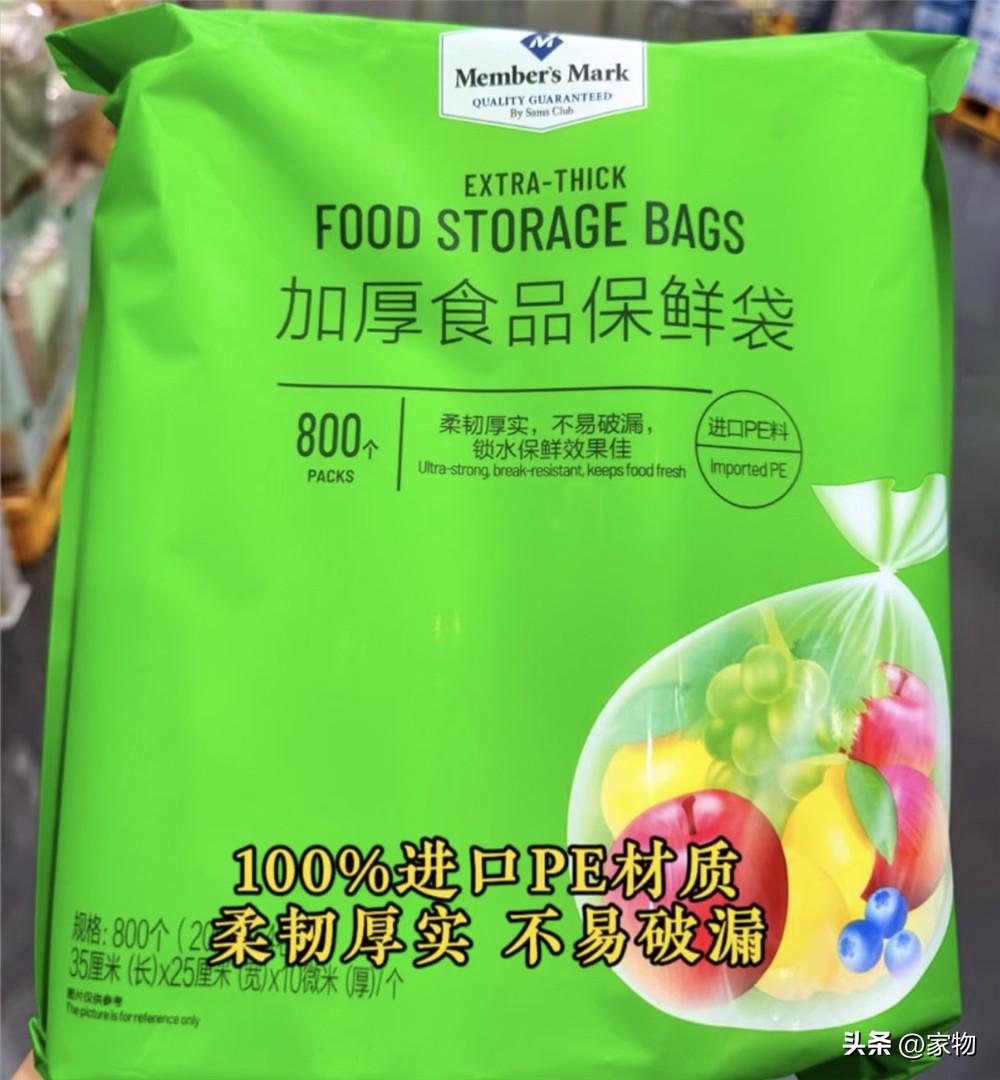 M
Member's Mark
QUALITY GUARANTEED
By Sams Club
EXTRA-THICK
FOOD STORAGE BAGS
加厚食品保鲜袋
800个
PACKS
柔韧厚实，不易破漏，
锁水保鲜效果佳
Ultra-strong, break-resistant, keeps food fresh
进口PE料
Imported PE
100%进口PE材质
柔韧厚实 不易破漏
规格: 800个 (20
35厘米 (长)x25厘米 (宽)x10微米 (厚)/个
图片仅供参考
The picture is for reference only
头条 @家物